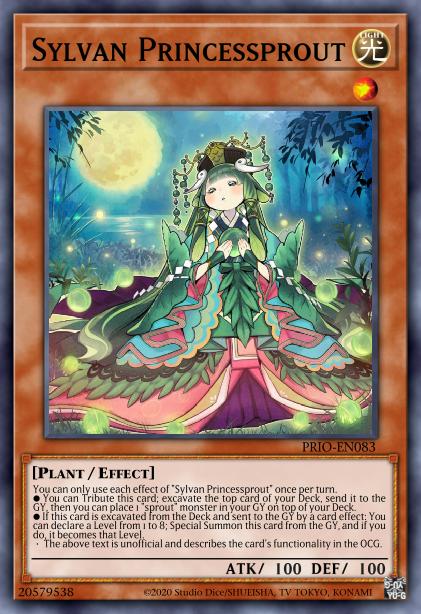 Sylvan Princessprout
LIGHT
光
PRIO-EN083
[Plant / Effect]
You can only use each effect of "Sylvan Princessprout" once per turn.
● You can Tribute this card; excavate the top card of your Deck, send it to the
GY, then you can place 1 "sprout" monster in your GY on top of your Deck.
● If this card is excavated from the Deck and sent to the GY by a card effect: You
can declare a Level from 1 to 8; Special Summon this card from the GY, and if you
do, it becomes that Level.
· The above text is unofficial and describes the card's functionality in the OCG.
ATK/ 100 DEF/ 100
20579538
©2020 Studio Dice/SHUEISHA, TV TOKYO, KONAMI